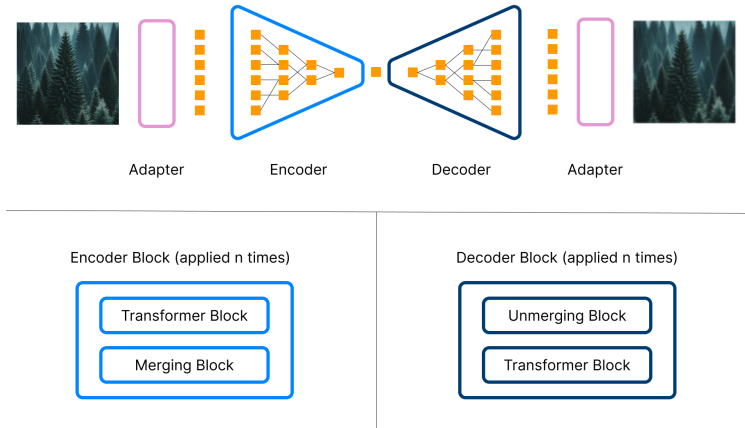 Adapter
Encoder
Decoder
Adapter
Encoder Block (applied n times)
Transformer Block
Merging Block
Decoder Block (applied n times)
Unmerging Block
Transformer Block